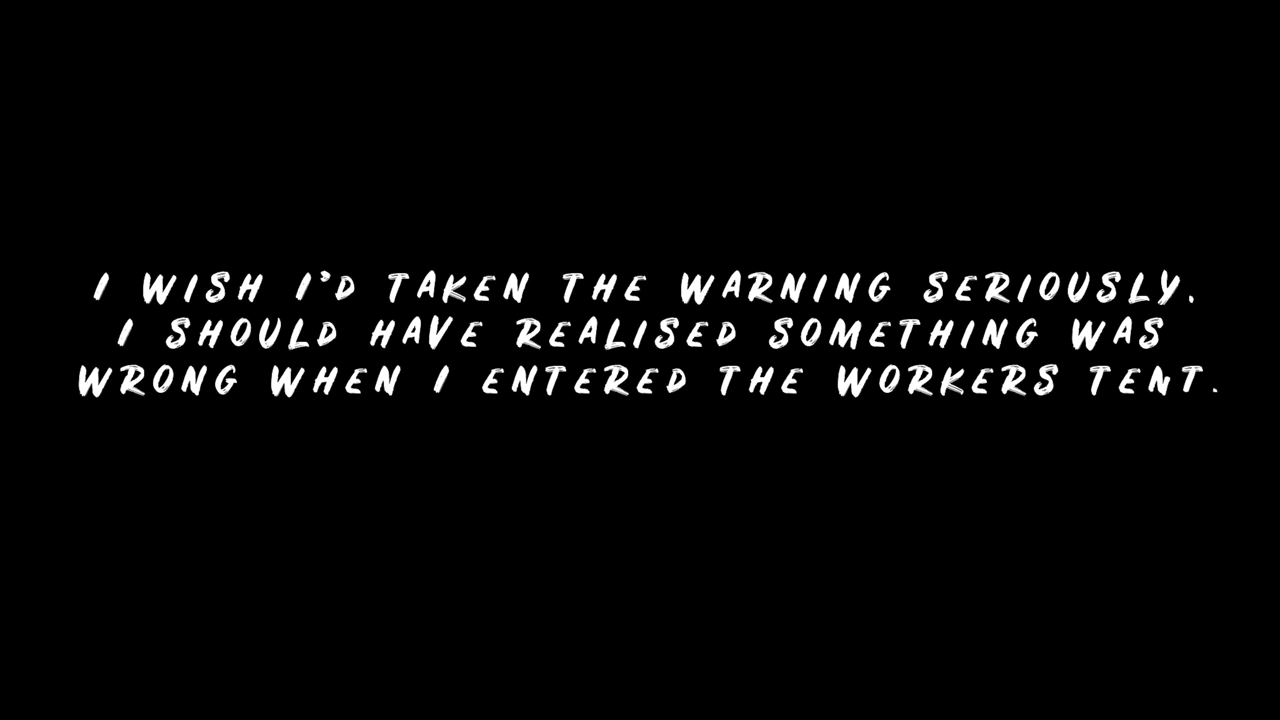 I WISH I'D TAKEN THE WARNING SERIOUSLY.
I SHOULD HAVE REALISED SOMETHING WAS
WRONG WHEN I ENTERED THE WORKERS TENT.